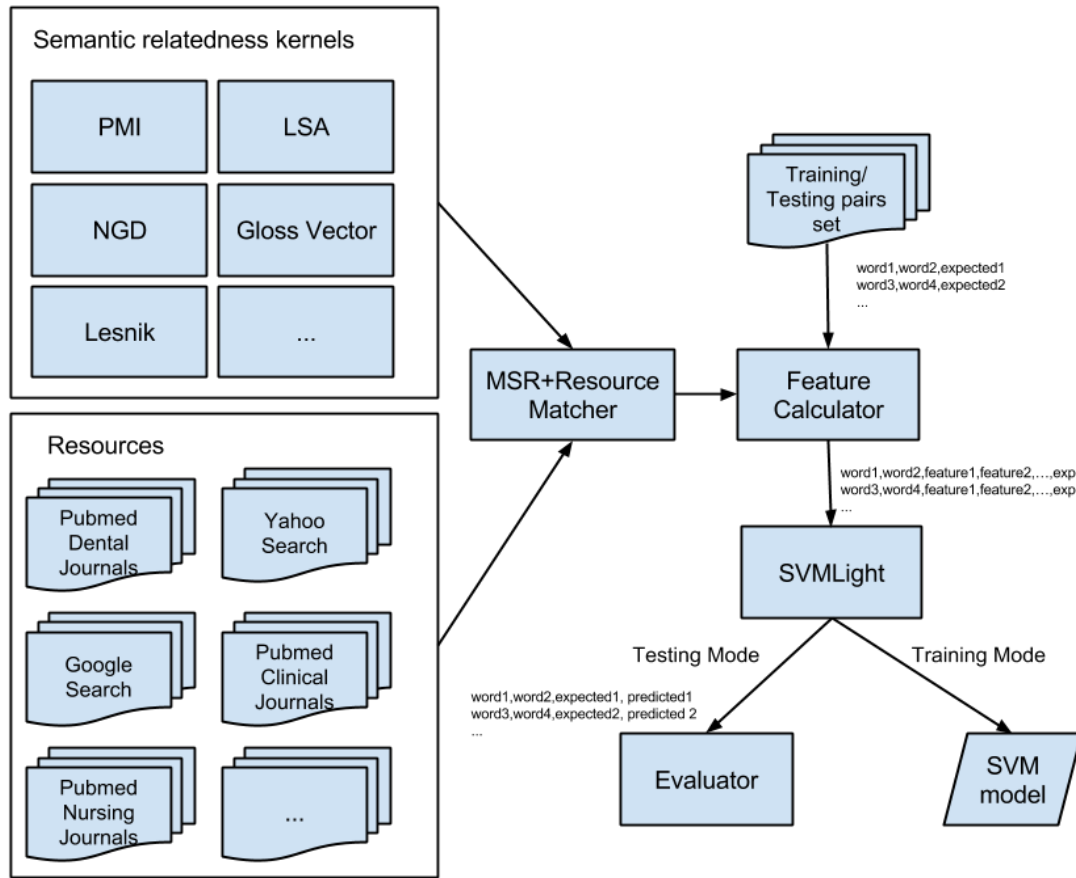 Semantic relatedness kernels
PMI
LSA
NGD
Gloss Vector
Lesnik
...
Resources
Pubmed
Dental
Journals
Yahoo
Search
Google
Search
Pubmed
Clinical
Journals
Pubmed
Nursing
Journals
...
MSR+Resource
Matcher
Training/
Testing pairs
set
word1,word2,expected1
word3,word4,expected2
...
Feature
Calculator
word1,word2,feature1,feature2,…,exp
word3,word4,feature1,feature2,…,exp
...
SVMLight
Testing Mode
Training Mode
word1,word2,expected1, predicted1
word3,word4,expected2, predicted 2
...
Evaluator
SVM
model